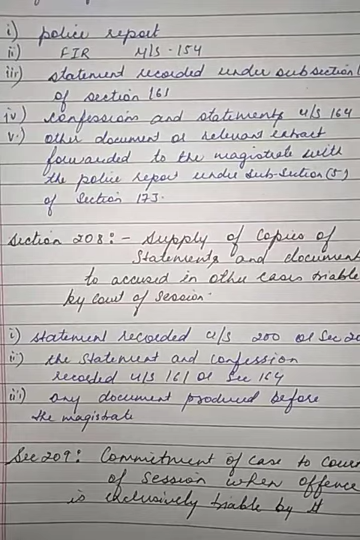 i) police report
ii) FIR u/s - 154
iii) statement recorded under subsection
of section 161
iv) confessions and statements u/s 164
v.) other document or relevant extract
forwarded to the magistrate with
the police report under sub-section (5)
of section 173.
Section 208:- Supply of Copies of
Statements and document
to accused in other cases triable
by court of session.
i) statement recorded u/s 200 or Sec 20
ii) the statement and confession
recorded u/s 161 or Sec 164
iii) any document produced before
the magistrate
Sec 209: Commitment of case to Cour
of Session when offence
is exclusively triable by it